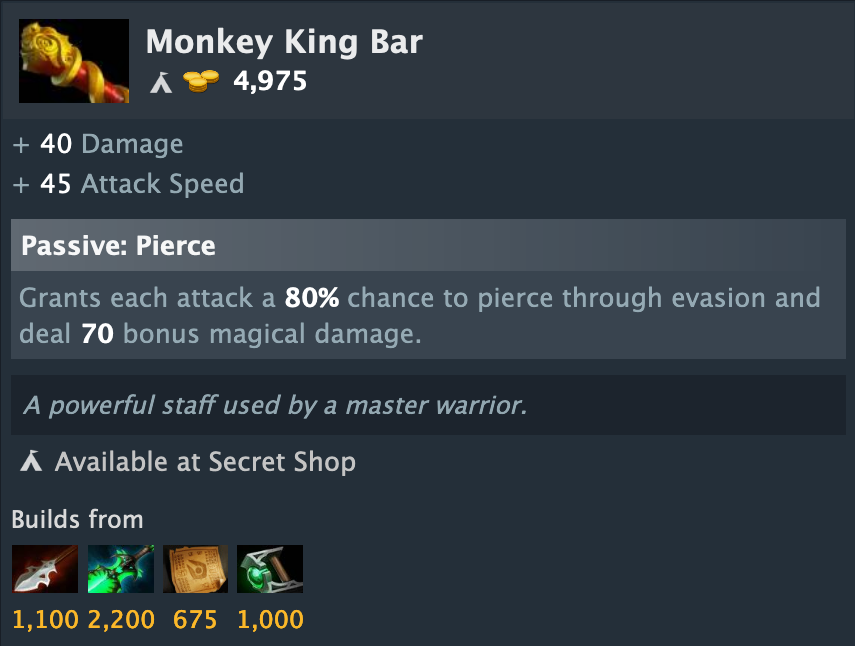 Monkey King Bar
4,975
+ 40 Damage
+ 45 Attack Speed
Passive: Pierce
Grants each attack a 80% chance to pierce through evasion and
deal 70 bonus magical damage.
A powerful staff used by a master warrior.
Available at Secret Shop
Builds from
1,100 2,200 675 1,000